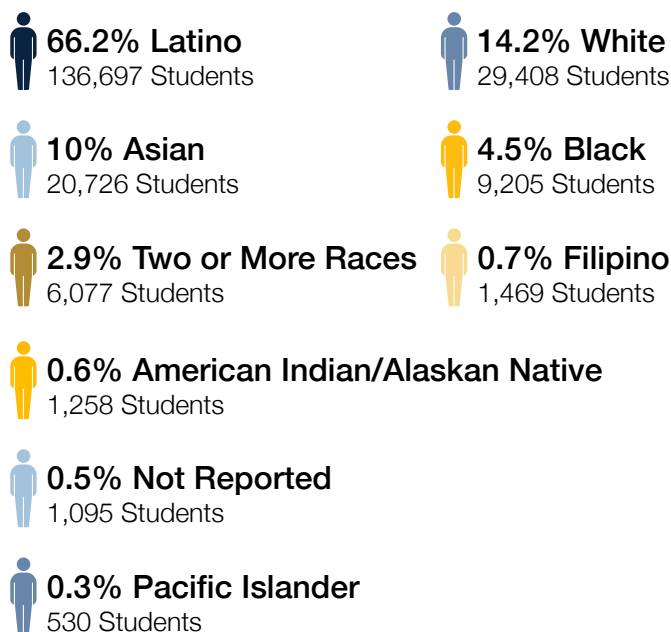 66.2% Latino
136,697 Students
14.2% White
29,408 Students
10% Asian
20,726 Students
4.5% Black
9,205 Students
2.9% Two or More Races
6,077 Students
0.7% Filipino
1,469 Students
0.6% American Indian/Alaskan Native
1,258 Students
0.5% Not Reported
1,095 Students
0.3% Pacific Islander
530 Students